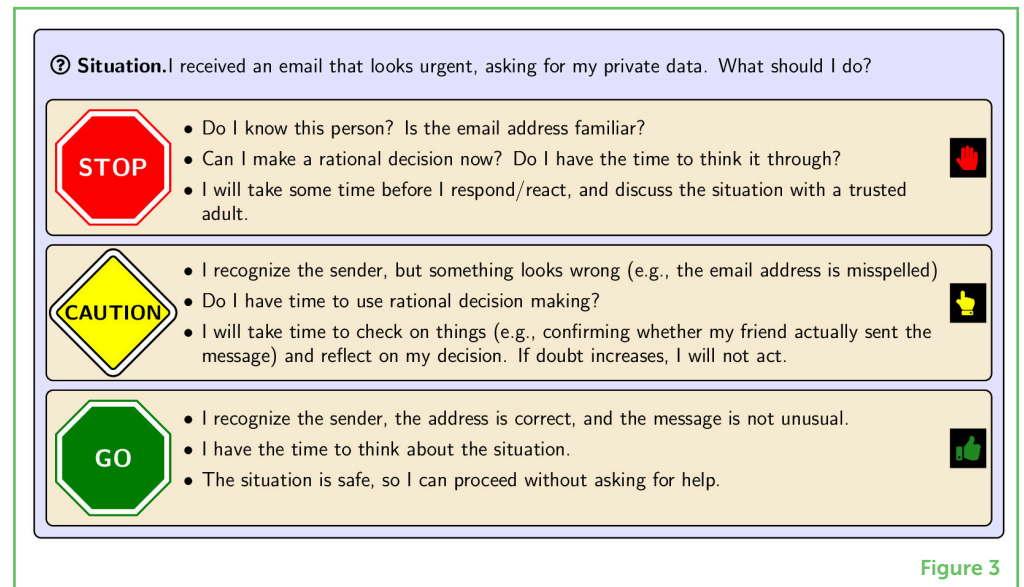 ? Situation.I received an email that looks urgent, asking for my private data. What should I do?
STOP
• Do I know this person? Is the email address familiar?
• Can I make a rational decision now? Do I have the time to think it through?
• I will take some time before I respond/react, and discuss the situation with a trusted
adult.
CAUTION
• I recognize the sender, but something looks wrong (e.g., the email address is misspelled)
• Do I have time to use rational decision making?
• I will take time to check on things (e.g., confirming whether my friend actually sent the
message) and reflect on my decision. If doubt increases, I will not act.
GO
• I recognize the sender, the address is correct, and the message is not unusual.
• I have the time to think about the situation.
• The situation is safe, so I can proceed without asking for help.
Figure 3